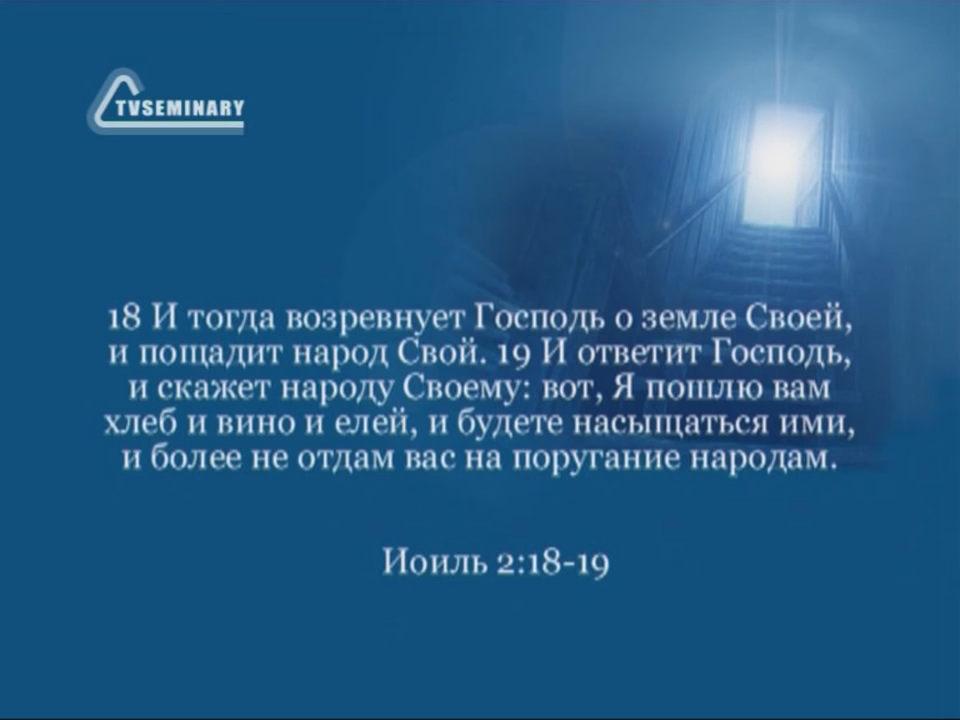 TVSEMINARY
18 И тогда возревнует Господь о земле Своей,
и пощадит народ Свой. 19 И ответит Господь,
и скажет народу Своему: вот, Я пошлю вам
хлеб и вино и елей, и будете насыщаться ими,
и более не отдам вас на поругание народам.
Иоиль 2:18-19